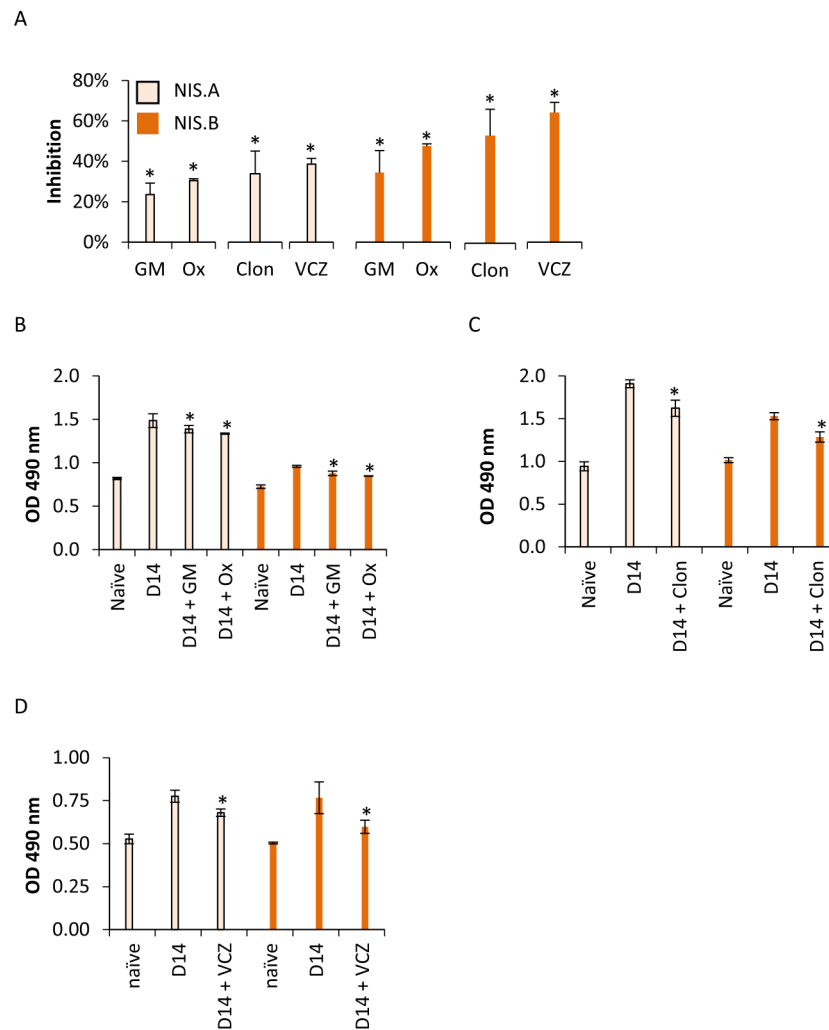 A
80%
60%
40%
20%
0%
Inhibition
NIS.A
NIS.B
* * * * * * * *
GM Ox Clon VCZ GM Ox Clon VCZ
B
2.0
1.5
1.0
0.5
0.0
OD 490 nm
* * * *
Naïve
D14
D14 + GM
D14 + Ox
Naïve
D14
D14 + GM
D14 + Ox
C
2.0
1.5
1.0
0.5
0.0
OD 490 nm
* *
Naïve
D14
D14 + Clon
Naïve
D14
D14 + Clon
D
1.00
0.75
0.50
0.25
0.00
OD 490 nm
* *
naïve
D14
D14 + VCZ
naïve
D14
D14 + VCZ